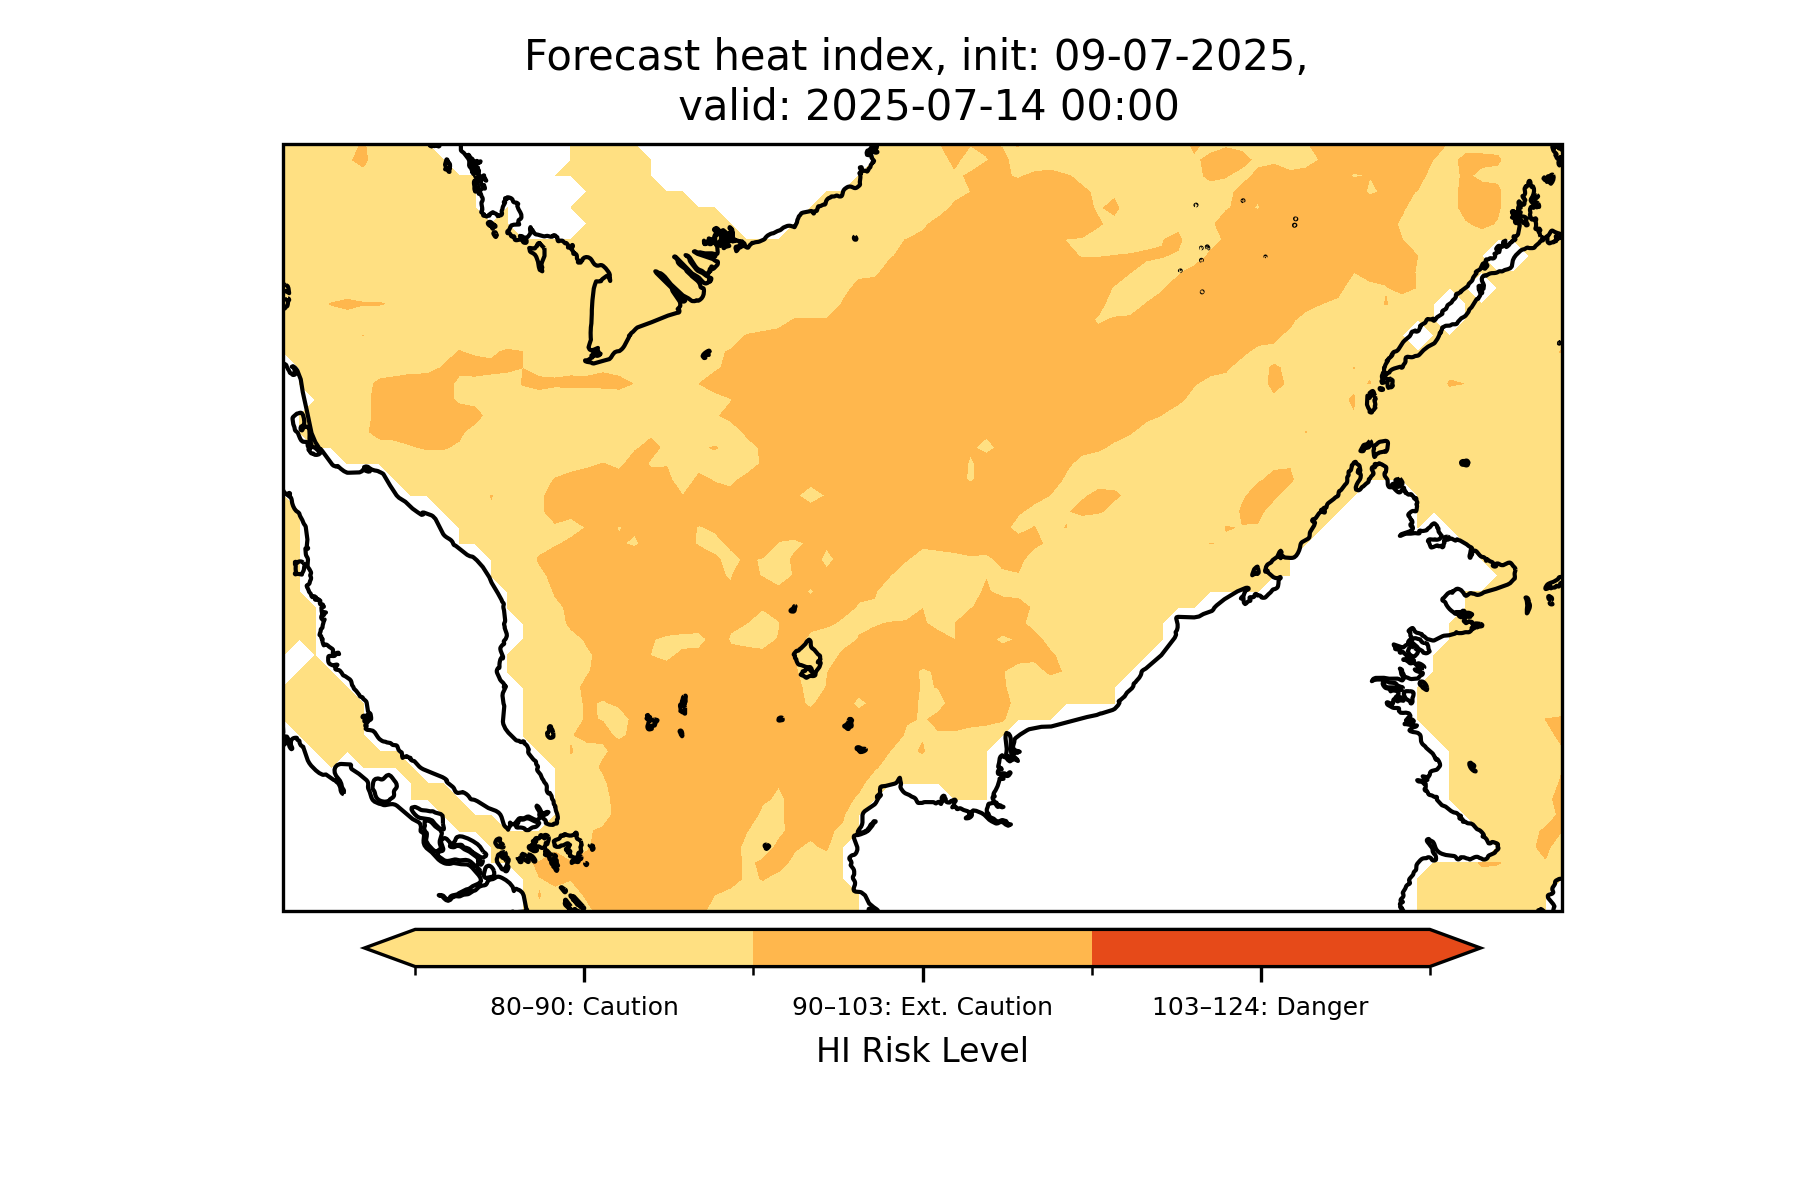 Forecast heat index, init: 09-07-2025,
valid: 2025-07-14 00:00
80–90: Caution
90–103: Ext. Caution
103–124: Danger
HI Risk Level